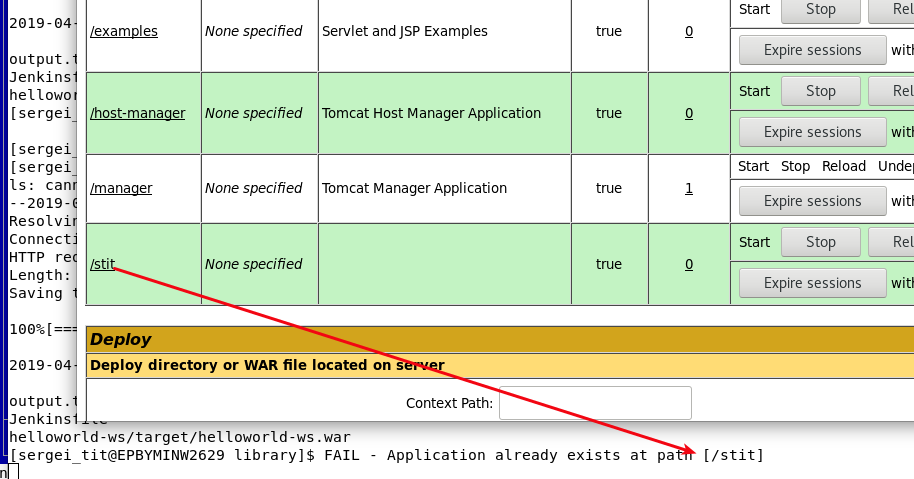 2019-04-
/examples None specified Servlet and JSP Examples true 0 Start Stop Rel
Expire sessions with
output.t
Jenkinsf
hellowor
[sergei_
/host-manager None specified Tomcat Host Manager Application true 0 Start Stop Rel
Expire sessions with
[sergei_
[sergei_
ls: cann
--2019-0
Resolvin
Connecti
HTTP req
Length:
Saving t
/manager None specified Tomcat Manager Application true 1 Start Stop Reload Undep
Expire sessions with
/stit None specified true 0 Start Stop Rel
Expire sessions with
100%[===
Deploy
2019-04-
Deploy directory or WAR file located on server
output.t
Context Path:
Jenkinsfile
helloworld-ws/target/helloworld-ws.war
[sergei_tit@EPBYMINW2629 library]$ FAIL - Application already exists at path [/stit]
n